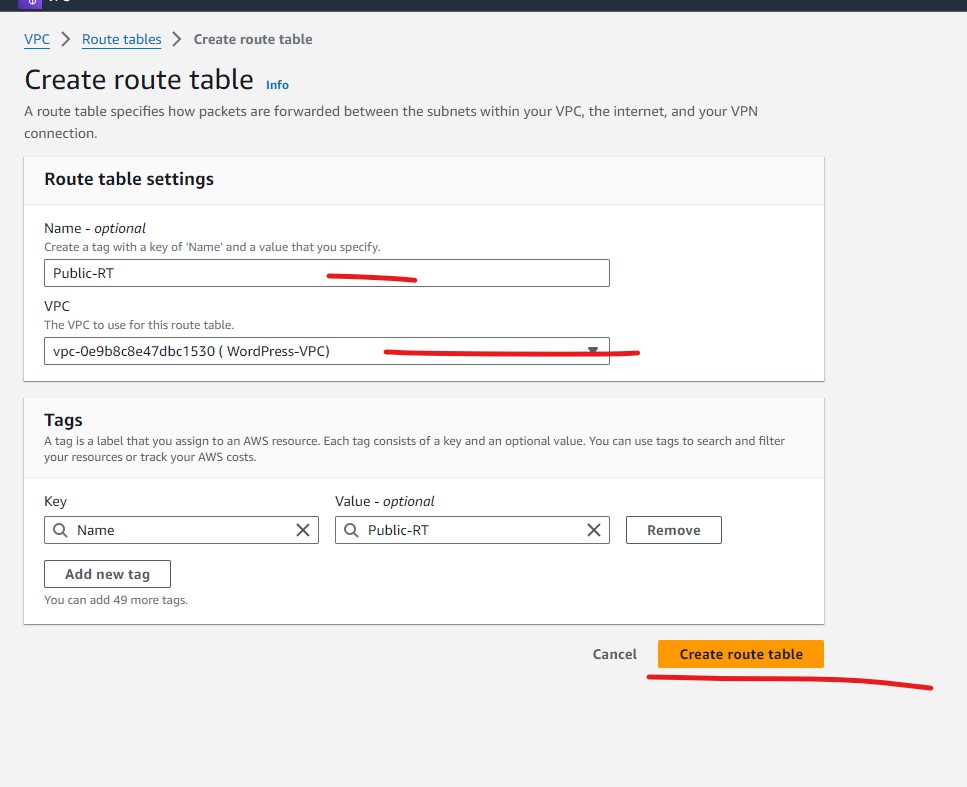 VPC
VPC > Route tables > Create route table
Create route table Info
A route table specifies how packets are forwarded between the subnets within your VPC, the internet, and your VPN
connection.
Route table settings
Name - optional
Create a tag with a key of 'Name' and a value that you specify.
Public-RT
VPC
The VPC to use for this route table.
vpc-0e9b8c8e47dbc1530 ( WordPress-VPC)
Tags
A tag is a label that you assign to an AWS resource. Each tag consists of a key and an optional value. You can use tags to search and filter
your resources or track your AWS costs.
Key Value - optional
Name Public-RT Remove
Add new tag
You can add 49 more tags.
Cancel Create route table